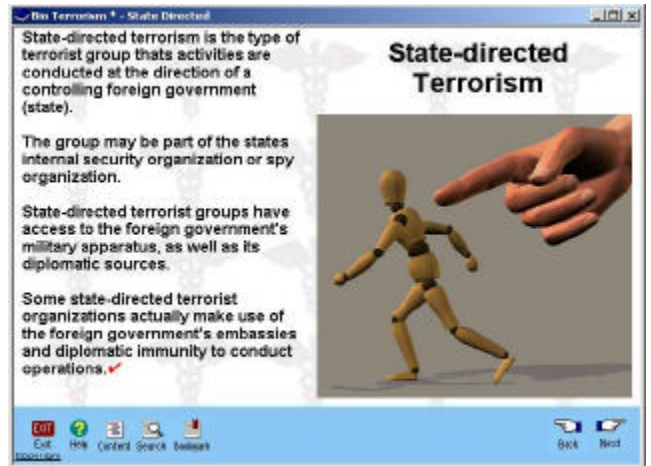 Bio Terrorism * - State Directed
State-directed terrorism is the type of
terrorist group thats activities are
conducted at the direction of a
controlling foreign government
(state).
The group may be part of the states
internal security organization or spy
organization.
State-directed terrorist groups have
access to the foreign government's
military apparatus, as well as its
diplomatic sources.
Some state-directed terrorist
organizations actually make use of
the foreign government's embassies
and diplomatic immunity to conduct
operations.✓
State-directed
Terrorism
EXIT
Exit Help Content Search Bookmark
Back Next